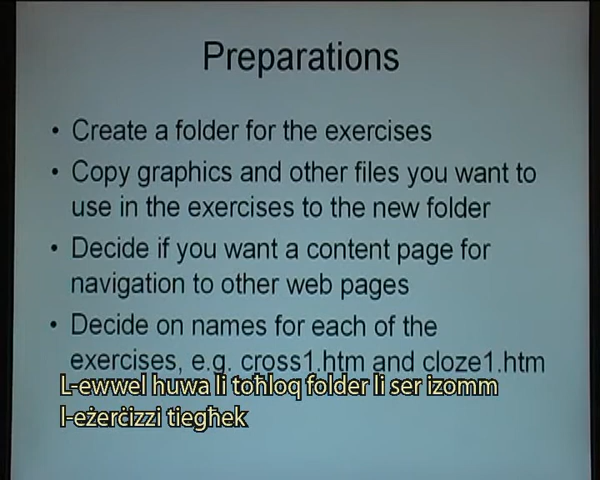 Preparations
• Create a folder for the exercises
• Copy graphics and other files you want to
use in the exercises to the new folder
• Decide if you want a content page for
navigation to other web pages
• Decide on names for each of the
exercises, e.g. cross1.htm and cloze1.htm
L-ewwel huwa li toħloq folder li ser iżomm
l-eżerċizzi tiegħek